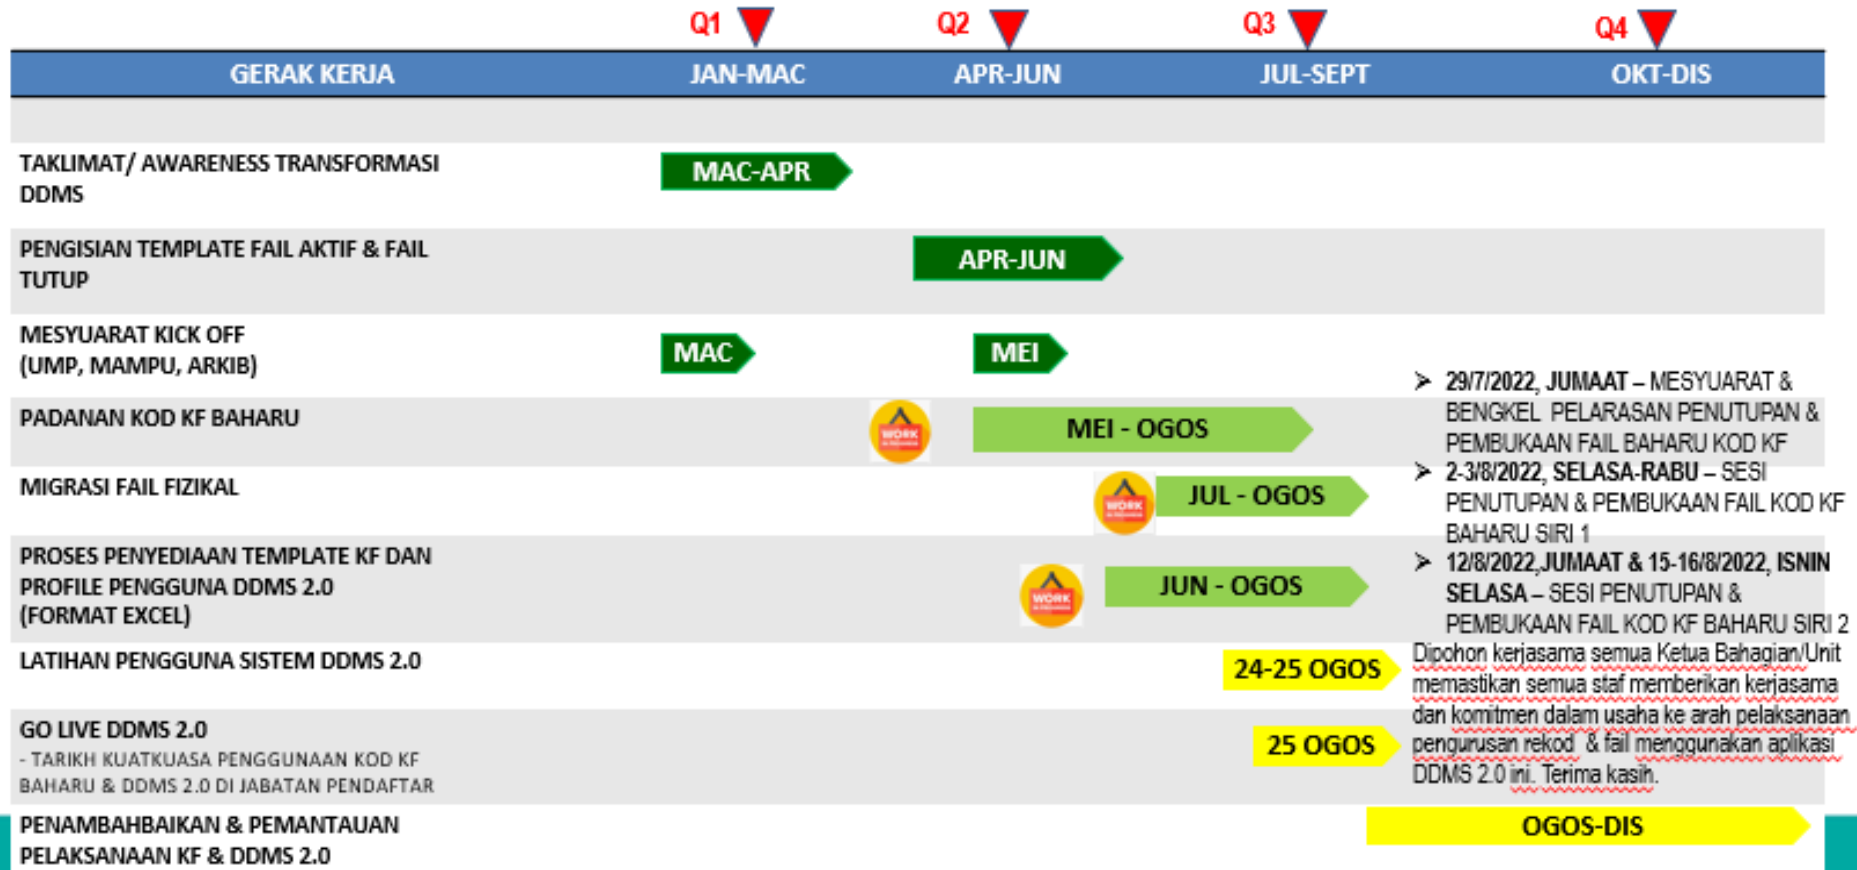 Q1 Q2 Q3 Q4
GERAK KERJA JAN-MAC APR-JUN JUL-SEPT OKT-DIS
TAKLIMAT/ AWARENESS TRANSFORMASI
DDMS
MAC-APR
PENGISIAN TEMPLATE FAIL AKTIF & FAIL
TUTUP
APR-JUN
MESYUARAT KICK OFF
(UMP, MAMPU, ARKIB)
MAC MEI
PADANAN KOD KF BAHARU
WORK
MEI - OGOS
MIGRASI FAIL FIZIKAL
WORK
JUL - OGOS
PROSES PENYEDIAAN TEMPLATE KF DAN
PROFILE PENGGUNA DDMS 2.0
(FORMAT EXCEL)
WORK
JUN - OGOS
LATIHAN PENGGUNA SISTEM DDMS 2.0
24-25 OGOS
GO LIVE DDMS 2.0
- TARIKH KUATKUASA PENGGUNAAN KOD KF
BAHARU & DDMS 2.0 DI JABATAN PENDAFTAR
25 OGOS
PENAMBAHBAIKAN & PEMANTAUAN
PELAKSANAAN KF & DDMS 2.0
OGOS-DIS
➤ 29/7/2022, JUMAAT – MESYUARAT &
BENGKEL PELARASAN PENUTUPAN &
PEMBUKAAN FAIL BAHARU KOD KF
➤ 2-3/8/2022, SELASA-RABU – SESI
PENUTUPAN & PEMBUKAAN FAIL KOD KF
BAHARU SIRI 1
➤ 12/8/2022,JUMAAT & 15-16/8/2022, ISNIN
SELASA – SESI PENUTUPAN &
PEMBUKAAN FAIL KOD KF BAHARU SIRI 2
Dipohon kerjasama semua Ketua Bahagian/Unit
memastikan semua staf memberikan kerjasama
dan komitmen dalam usaha ke arah pelaksanaan
pengurusan rekod & fail menggunakan aplikasi
DDMS 2.0 ini. Terima kasih.